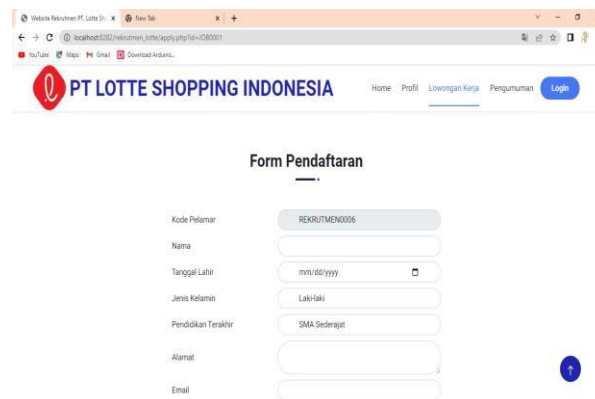 Website Rekrutmen PT. Lotte Sh
New Tab
localhost:8282/rekrutmen_lotte/apply.php?id=JOB0001
YouTube Maps Gmail Download Arduino...
PT LOTTE SHOPPING INDONESIA
Home Profil Lowongan Kerja Pengumuman Login
Form Pendaftaran
Kode Pelamar REKRUTMEN0006
Nama
Tanggal Lahir mm/dd/yyyy
Jenis Kelamin Laki-laki
Pendidikan Terakhir SMA Sederajat
Alamat
Email